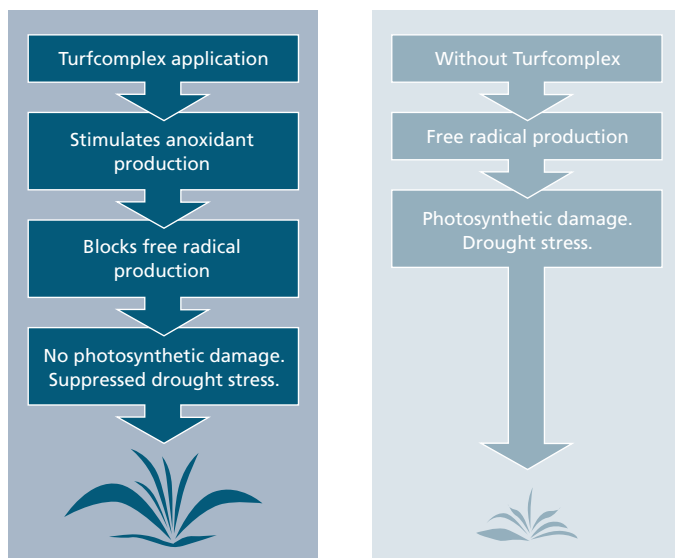 Turfcomplex application
Stimulates anoxidant
production
Blocks free radical
production
No photosynthetic damage.
Suppressed drought stress.
Without Turfcomplex
Free radical production
Photosynthetic damage.
Drought stress.